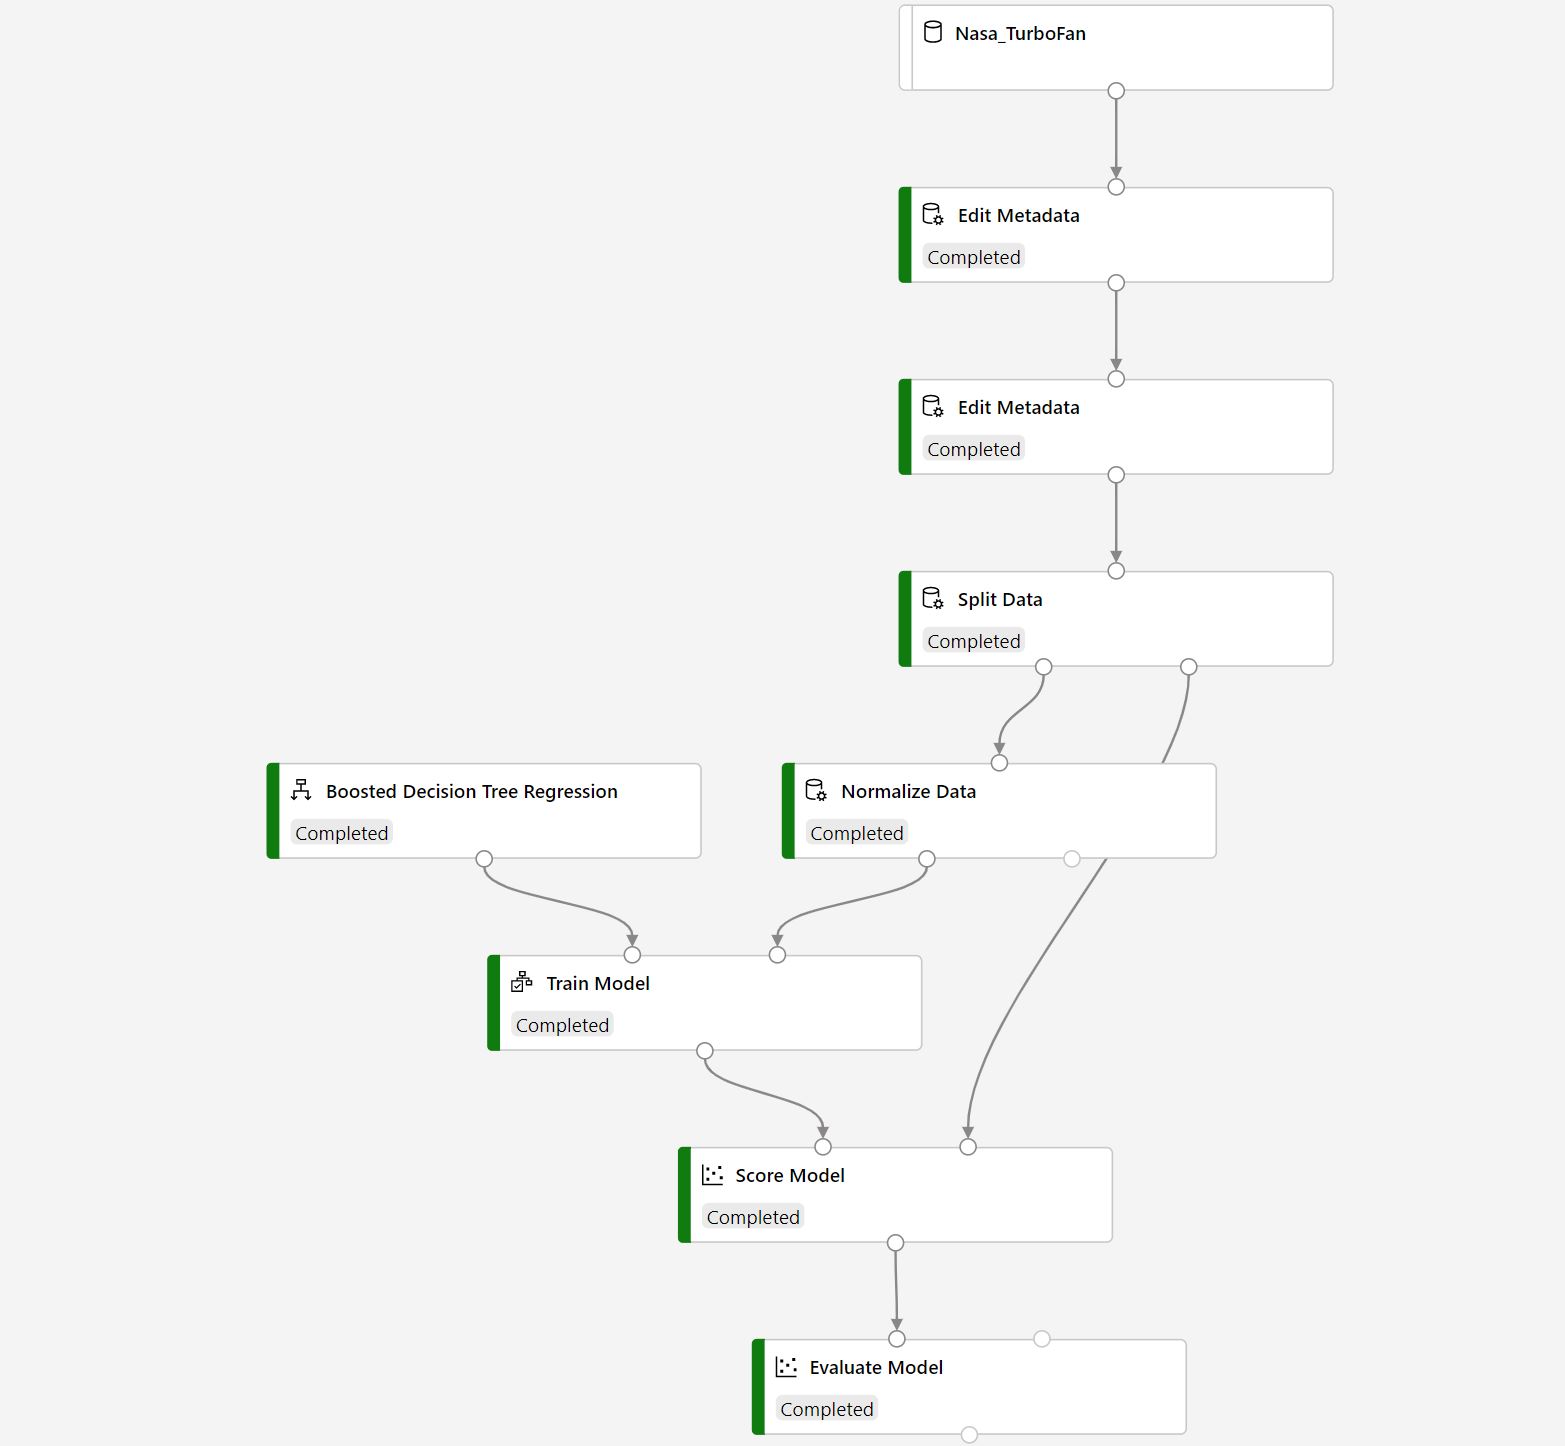 Nasa_TurboFan
Edit Metadata
Completed
Edit Metadata
Completed
Split Data
Completed
Boosted Decision Tree Regression
Completed
Normalize Data
Completed
Train Model
Completed
Score Model
Completed
Evaluate Model
Completed